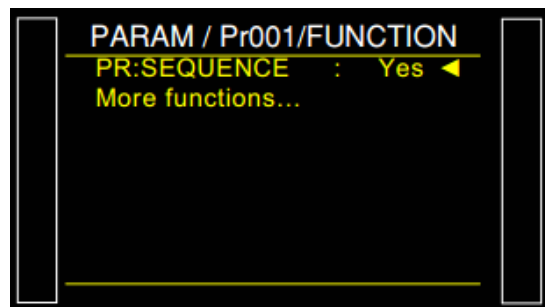 PARAM / Pr001/FUNCTION
PR:SEQUENCE : Yes ◄
More functions...